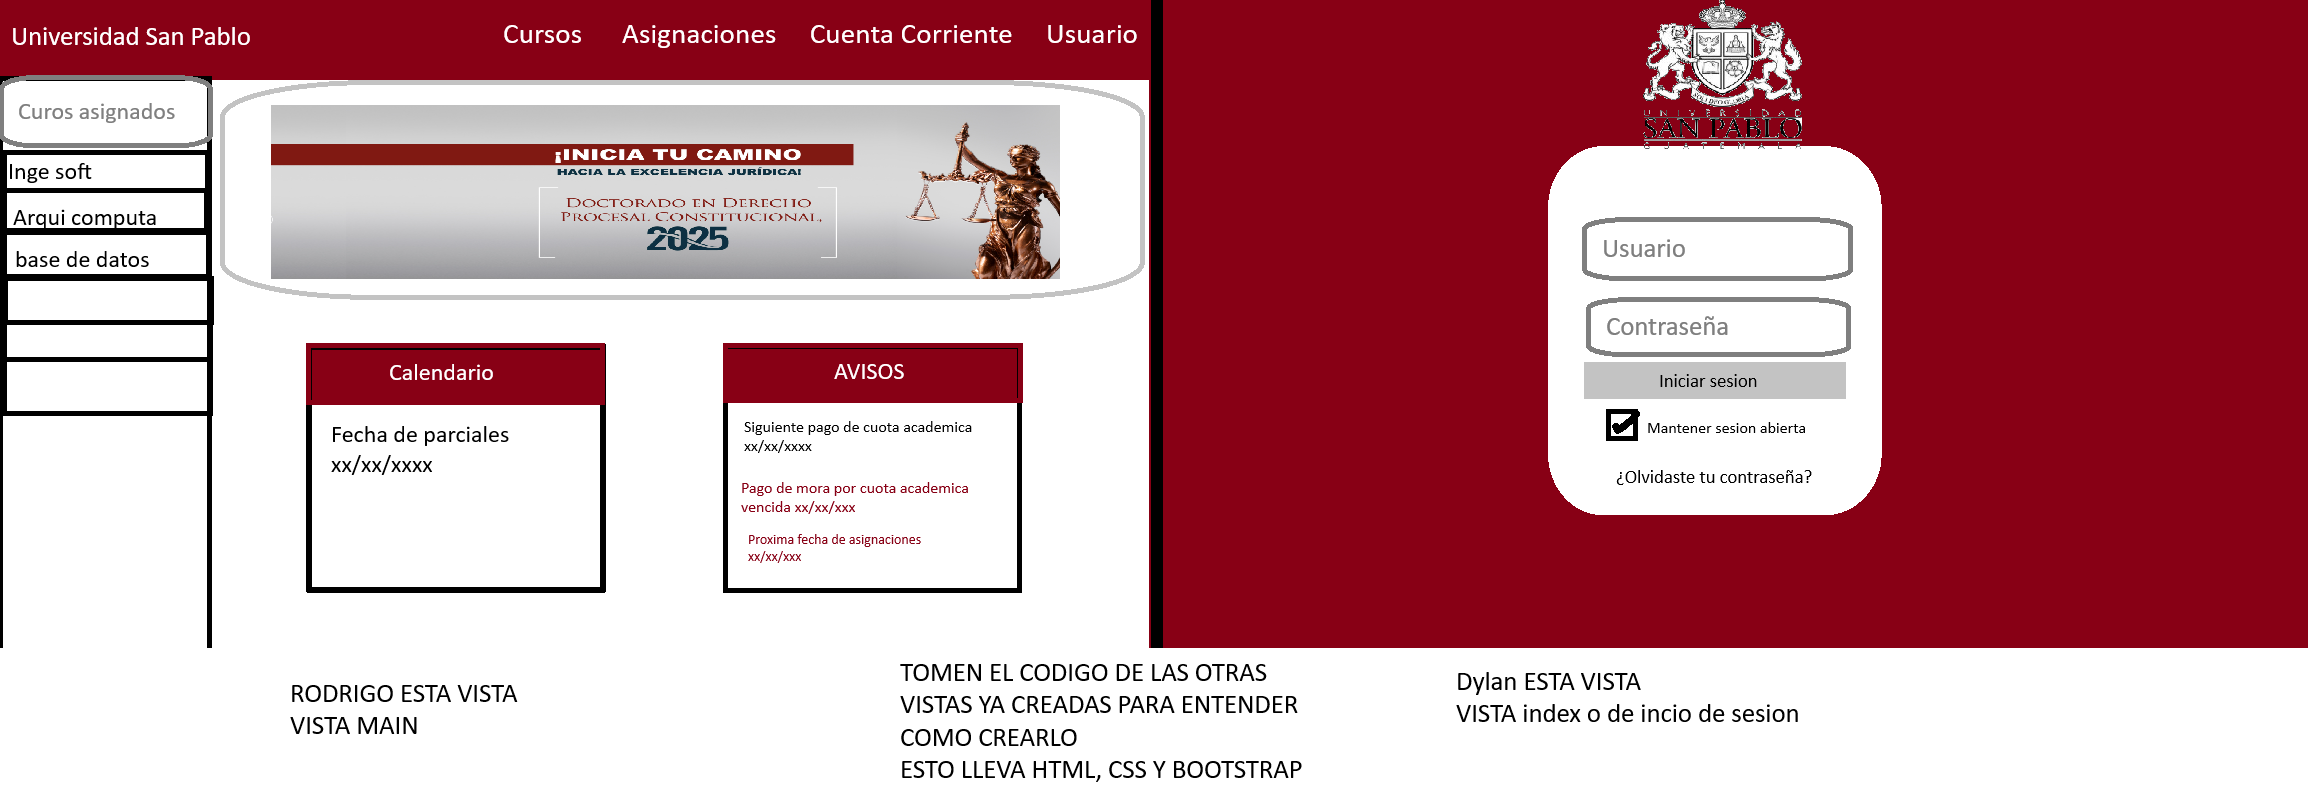 Universidad San Pablo
Cursos Asignaciones Cuenta Corriente Usuario
Curos asignados
Inge soft
Arqui computa
base de datos
¡INICIA TU CAMINO
HACIA LA EXCELENCIA JURÍDICA!
DOCTORADO EN DERECHO
PROCESAL CONSTITUCIONAL,
2025
Calendario
Fecha de parciales
xx/xx/xxxx
AVISOS
Siguiente pago de cuota academica
xx/xx/xxxx
Pago de mora por cuota academica
vencida xx/xx/xxx
Proxima fecha de asignaciones
xx/xx/xxx
UNIVERSIDAD
SAN PABLO
GUATEMALA
Usuario
Contraseña
Iniciar sesion
Mantener sesion abierta
¿Olvidaste tu contraseña?
RODRIGO ESTA VISTA
VISTA MAIN
TOMEN EL CODIGO DE LAS OTRAS
VISTAS YA CREADAS PARA ENTENDER
COMO CREARLO
ESTO LLEVA HTML, CSS Y BOOTSTRAP
Dylan ESTA VISTA
VISTA index o de incio de sesion